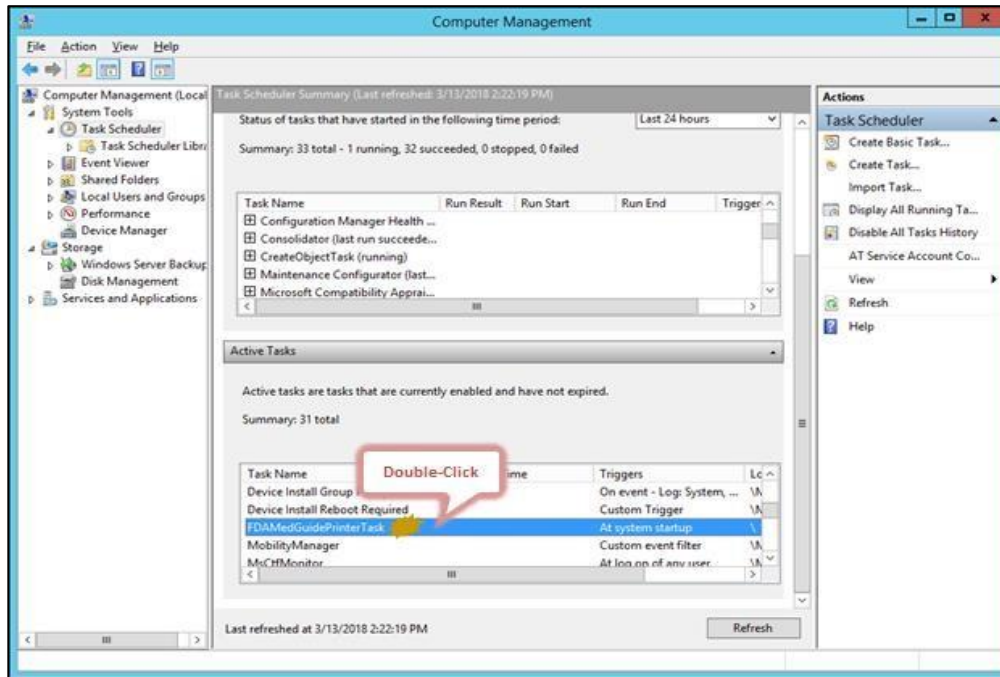 Computer Management
File Action View Help
Computer Management (Local
System Tools
Task Scheduler
Task Scheduler Libr
Event Viewer
Shared Folders
Local Users and Groups
Performance
Device Manager
Storage
Windows Server Backup
Disk Management
Services and Applications
Task Scheduler Summary (Last refreshed: 3/13/2018 2:22:19 PM)
Status of tasks that have started in the following time period: Last 24 hours
Summary: 33 total - 1 running, 32 succeeded, 0 stopped, 0 failed
Task Name Run Result Run Start Run End Trigger
Configuration Manager Health ...
Consolidator (last run succeede...
CreateObjectTask (running)
Maintenance Configurator (last...
Microsoft Compatibility Apprai...
Active Tasks
Active tasks are tasks that are currently enabled and have not expired.
Summary: 31 total
Double-Click
Task Name Triggers
Device Install Group On event - Log: System, ...
Device Install Reboot Required Custom Trigger
FDAMedGuidePrinterTask At system startup \
MobilityManager Custom event filter
MsCtfMonitor At log on of any user
Last refreshed at 3/13/2018 2:22:19 PM Refresh
Actions
Task Scheduler
Create Basic Task...
Create Task...
Import Task...
Display All Running Ta...
Disable All Tasks History
AT Service Account Co...
View
Refresh
Help